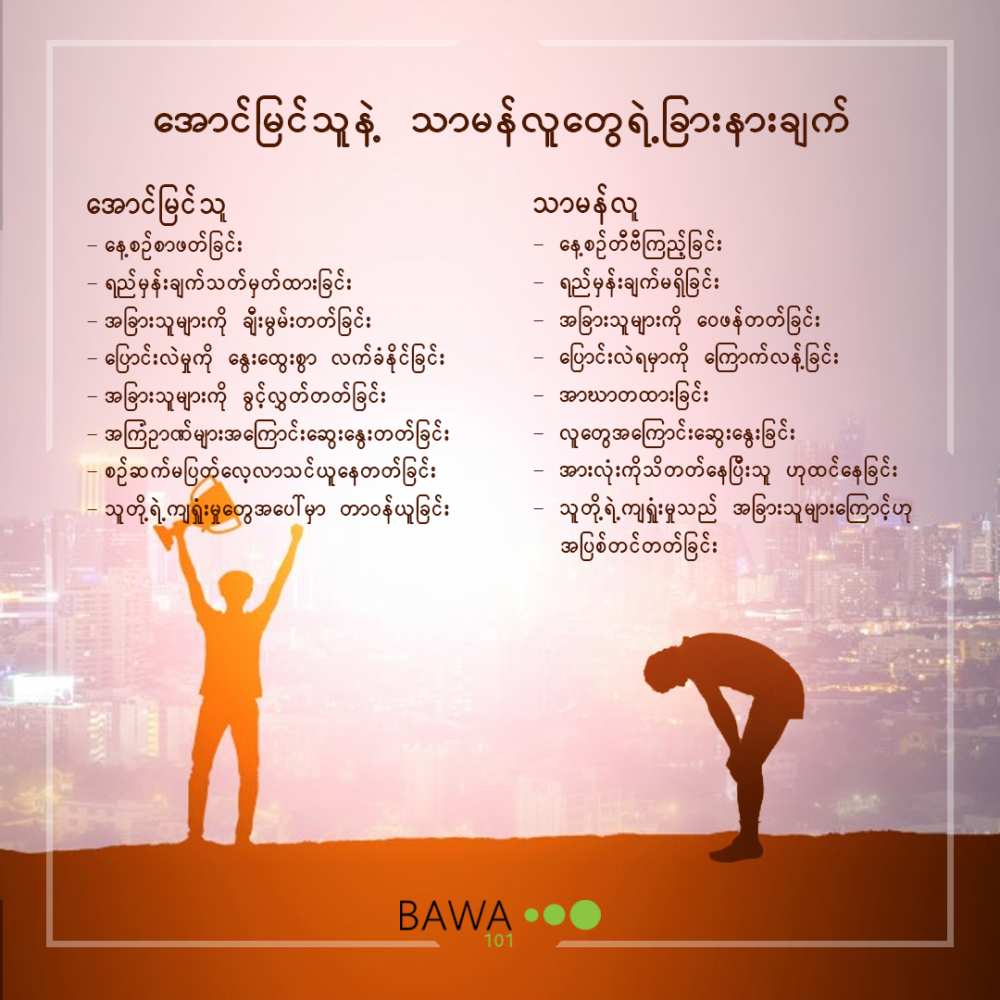 အောင်မြင်သူနဲ့ သာမန်လူတွေရဲ့ခြားနားချက်
အောင်မြင်သူ
– နေ့စဉ်စာဖတ်ခြင်း
– ရည်မှန်းချက်သတ်မှတ်ထားခြင်း
– အခြားသူများကို ချီးမွမ်းတတ်ခြင်း
– ပြောင်းလဲမှုကို နွေးထွေးစွာ လက်ခံနိုင်ခြင်း
– အခြားသူများကို ခွင့်လွှတ်တတ်ခြင်း
– အကြံဉာဏ်များအကြောင်းဆွေးနွေးတတ်ခြင်း
– စဉ်ဆက်မပြတ်လေ့လာသင်ယူနေတတ်ခြင်း
– သူတို့ရဲ့ကျရှုံးမှုတွေအပေါ်မှာ တာဝန်ယူခြင်း
သာမန်လူ
– နေ့စဉ်တီဗီကြည့်ခြင်း
– ရည်မှန်းချက်မရှိခြင်း
– အခြားသူများကို ဝေဖန်တတ်ခြင်း
– ပြောင်းလဲရမှာကို ကြောက်လန့်ခြင်း
– အာဃာတထားခြင်း
– လူတွေအကြောင်းဆွေးနွေးခြင်း
– အားလုံးကိုသိတတ်နေပြီးသူ ဟုထင်နေခြင်း
– သူတို့ရဲ့ကျရှုံးမှုသည် အခြားသူများကြောင့်ဟု
အပြစ်တင်တတ်ခြင်း
BAWA
101